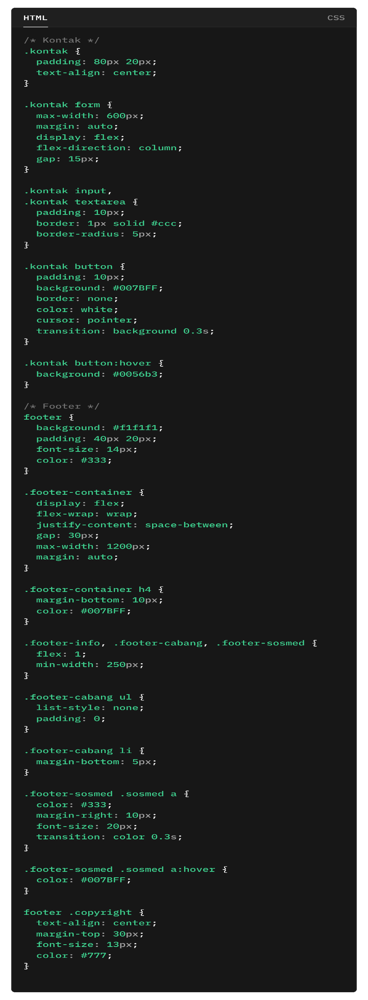 HTML CSS
/* Kontak */
.kontak {
  padding: 80px 20px;
  text-align: center;
}

.kontak form {
  max-width: 600px;
  margin: auto;
  display: flex;
  flex-direction: column;
  gap: 15px;
}

.kontak input,
.kontak textarea {
  padding: 10px;
  border: 1px solid #ccc;
  border-radius: 5px;
}

.kontak button {
  padding: 10px;
  background: #007BFF;
  border: none;
  color: white;
  cursor: pointer;
  transition: background 0.3s;
}

.kontak button:hover {
  background: #0056b3;
}

/* Footer */
footer {
  background: #f1f1f1;
  padding: 40px 20px;
  font-size: 14px;
  color: #333;
}

.footer-container {
  display: flex;
  flex-wrap: wrap;
  justify-content: space-between;
  gap: 30px;
  max-width: 1200px;
  margin: auto;
}

.footer-container h4 {
  margin-bottom: 10px;
  color: #007BFF;
}

.footer-info, .footer-cabang, .footer-sosmed {
  flex: 1;
  min-width: 250px;
}

.footer-cabang ul {
  list-style: none;
  padding: 0;
}

.footer-cabang li {
  margin-bottom: 5px;
}

.footer-sosmed .sosmed a {
  color: #333;
  margin-right: 10px;
  font-size: 20px;
  transition: color 0.3s;
}

.footer-sosmed .sosmed a:hover {
  color: #007BFF;
}

footer .copyright {
  text-align: center;
  margin-top: 30px;
  font-size: 13px;
  color: #777;
}